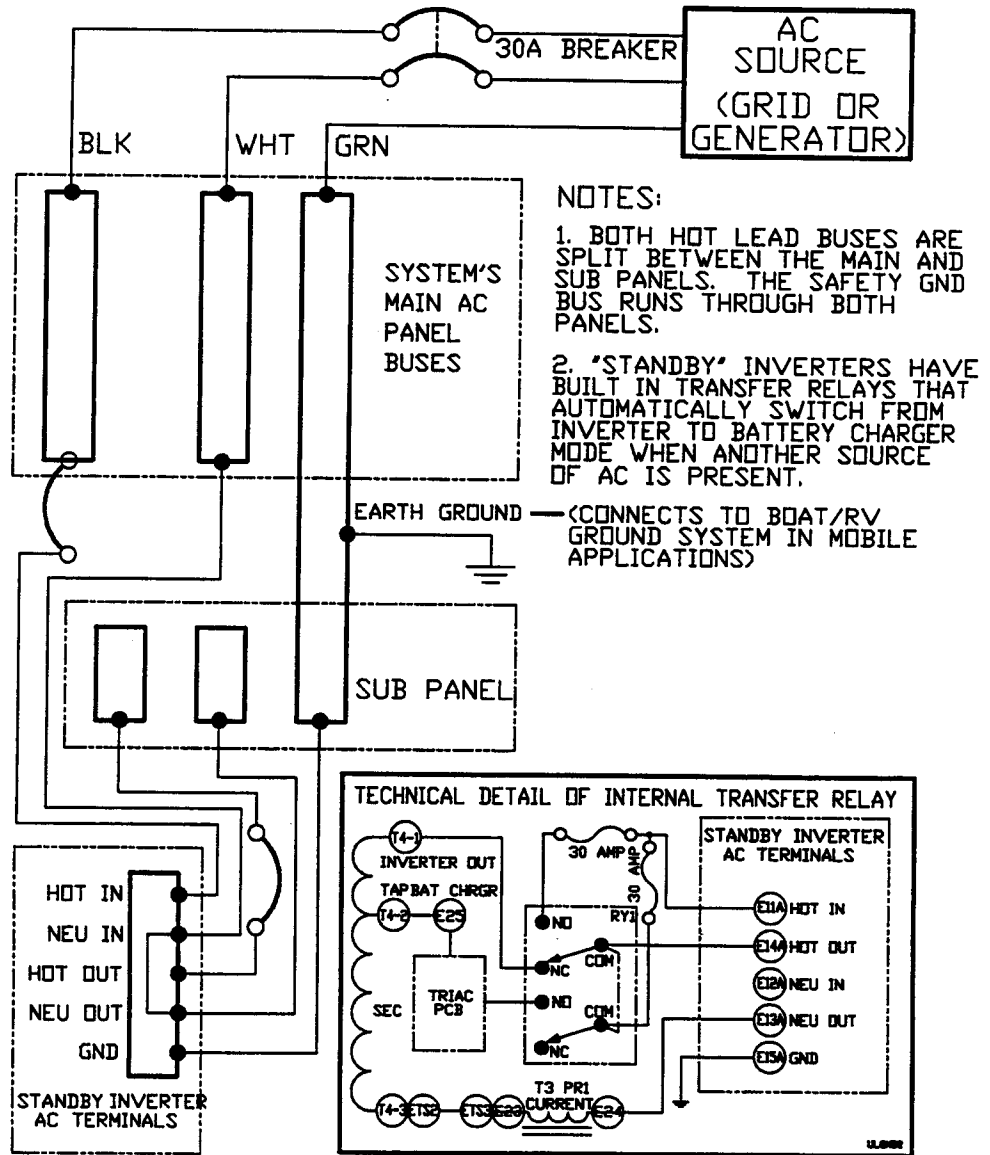 30A BREAKER
AC
SOURCE
(GRID OR
GENERATOR)
BLK
WHT
GRN
SYSTEM'S
MAIN AC
PANEL
BUSES
NOTES:
1. BOTH HOT LEAD BUSES ARE
SPLIT BETWEEN THE MAIN AND
SUB PANELS. THE SAFETY GND
BUS RUNS THROUGH BOTH
PANELS.
2. "STANDBY" INVERTERS HAVE
BUILT IN TRANSFER RELAYS THAT
AUTOMATICALLY SWITCH FROM
INVERTER TO BATTERY CHARGER
MODE WHEN ANOTHER SOURCE
OF AC IS PRESENT.
EARTH GROUND
(CONNECTS TO BOAT/RV
GROUND SYSTEM IN MOBILE
APPLICATIONS)
SUB PANEL
HOT IN
NEU IN
HOT OUT
NEU OUT
GND
STANDBY INVERTER
AC TERMINALS
TECHNICAL DETAIL OF INTERNAL TRANSFER RELAY
T4-1
INVERTER OUT
TAP BAT CHRGR
T4-2
E25
SEC
TRIAC
PCB
30 AMP
30 AMP
RY1
NO
COM
NC
NO
COM
NC
STANDBY INVERTER
AC TERMINALS
E11A HOT IN
E14A HOT OUT
E12A NEU IN
E13A NEU OUT
E15A GND
T3 PRI
CURRENT
T4-3
ETS2
ETS3
E23
E24